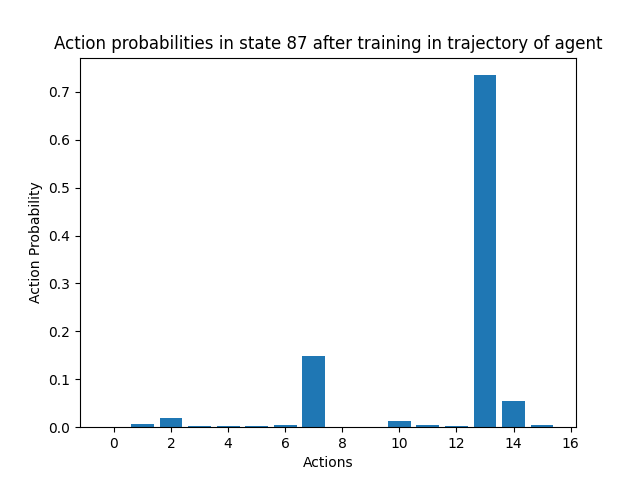 Action probabilities in state 87 after training in trajectory of agent
0.7
0.6
0.5
0.4
0.3
0.2
0.1
0.0
Action Probability
0 2 4 6 8 10 12 14 16
Actions